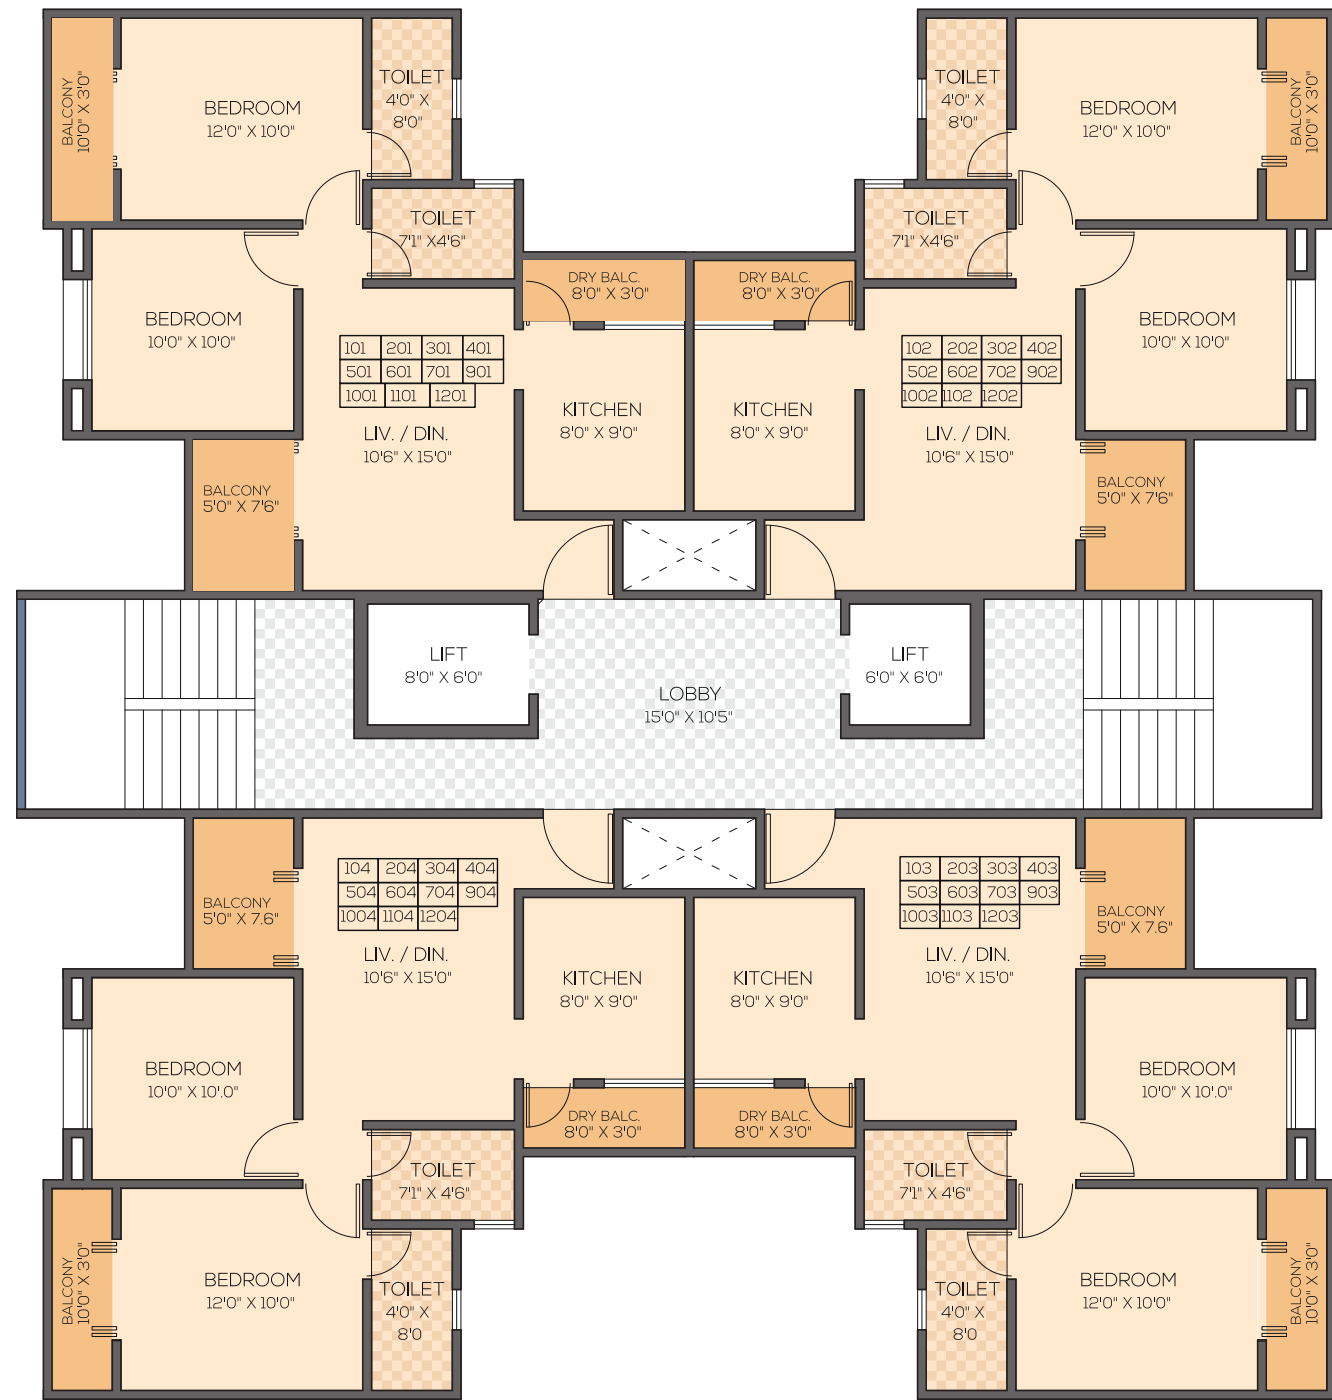 BALCONY
10'0" X 3'0"
BEDROOM
12'0" X 10'0"
TOILET
4'0" X
8'0"
TOILET
4'0" X
8'0"
BEDROOM
12'0" X 10'0"
BALCONY
10'0" X 3'0"
TOILET
7'1" X4'6"
TOILET
7'1" X4'6"
BEDROOM
10'0" X 10'0"
DRY BALC.
8'0" X 3'0"
DRY BALC.
8'0" X 3'0"
BEDROOM
10'0" X 10'0"
101 201 301 401
501 601 701 901
1001 1101 1201
102 202 302 402
502 602 702 902
1002 1102 1202
LIV. / DIN.
10'6" X 15'0"
KITCHEN
8'0" X 9'0"
KITCHEN
8'0" X 9'0"
LIV. / DIN.
10'6" X 15'0"
BALCONY
5'0" X 7'6"
BALCONY
5'0" X 7'6"
LIFT
8'0" X 6'0"
LOBBY
15'0" X 10'5"
LIFT
6'0" X 6'0"
104 204 304 404
504 604 704 904
1004 1104 1204
103 203 303 403
503 603 703 903
1003 1103 1203
BALCONY
5'0" X 7.6"
BALCONY
5'0" X 7.6"
LIV. / DIN.
10'6" X 15'0"
KITCHEN
8'0" X 9'0"
KITCHEN
8'0" X 9'0"
LIV. / DIN.
10'6" X 15'0"
BEDROOM
10'0" X 10'.0"
DRY BALC.
8'0" X 3'0"
DRY BALC.
8'0" X 3'0"
BEDROOM
10'0" X 10'.0"
TOILET
7'1" X 4'6"
TOILET
7'1" X 4'6"
BALCONY
10'0" X 3'0"
BEDROOM
12'0" X 10'0"
TOILET
4'0" X
8'0
TOILET
4'0" X
8'0
BEDROOM
12'0" X 10'0"
BALCONY
10'0" X 3'0"